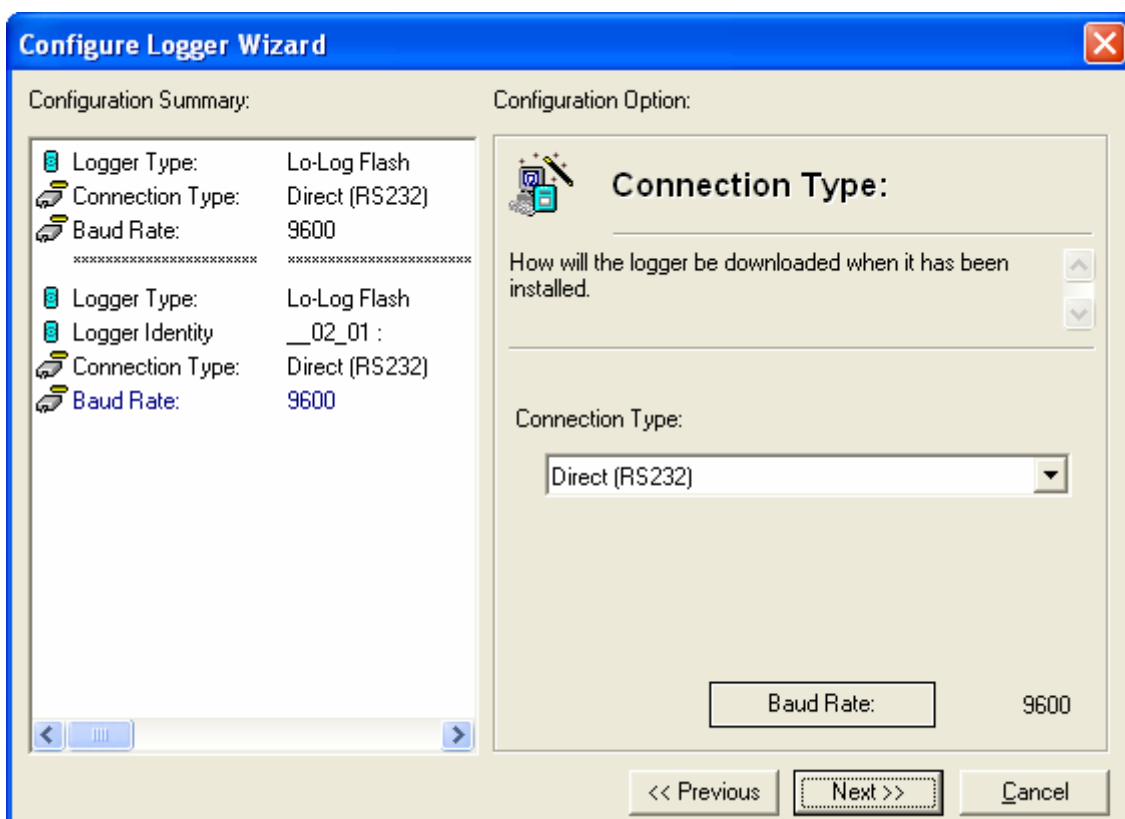 Configure Logger Wizard
Configuration Summary:
Logger Type: Lo-Log Flash
Connection Type: Direct (RS232)
Baud Rate: 9600
*********************** ***********************
Logger Type: Lo-Log Flash
Logger Identity __02_01 :
Connection Type: Direct (RS232)
Baud Rate: 9600
Configuration Option:
Connection Type:
How will the logger be downloaded when it has been
installed.
Connection Type:
Direct (RS232)
Baud Rate: 9600
<< Previous
Next >>
Cancel